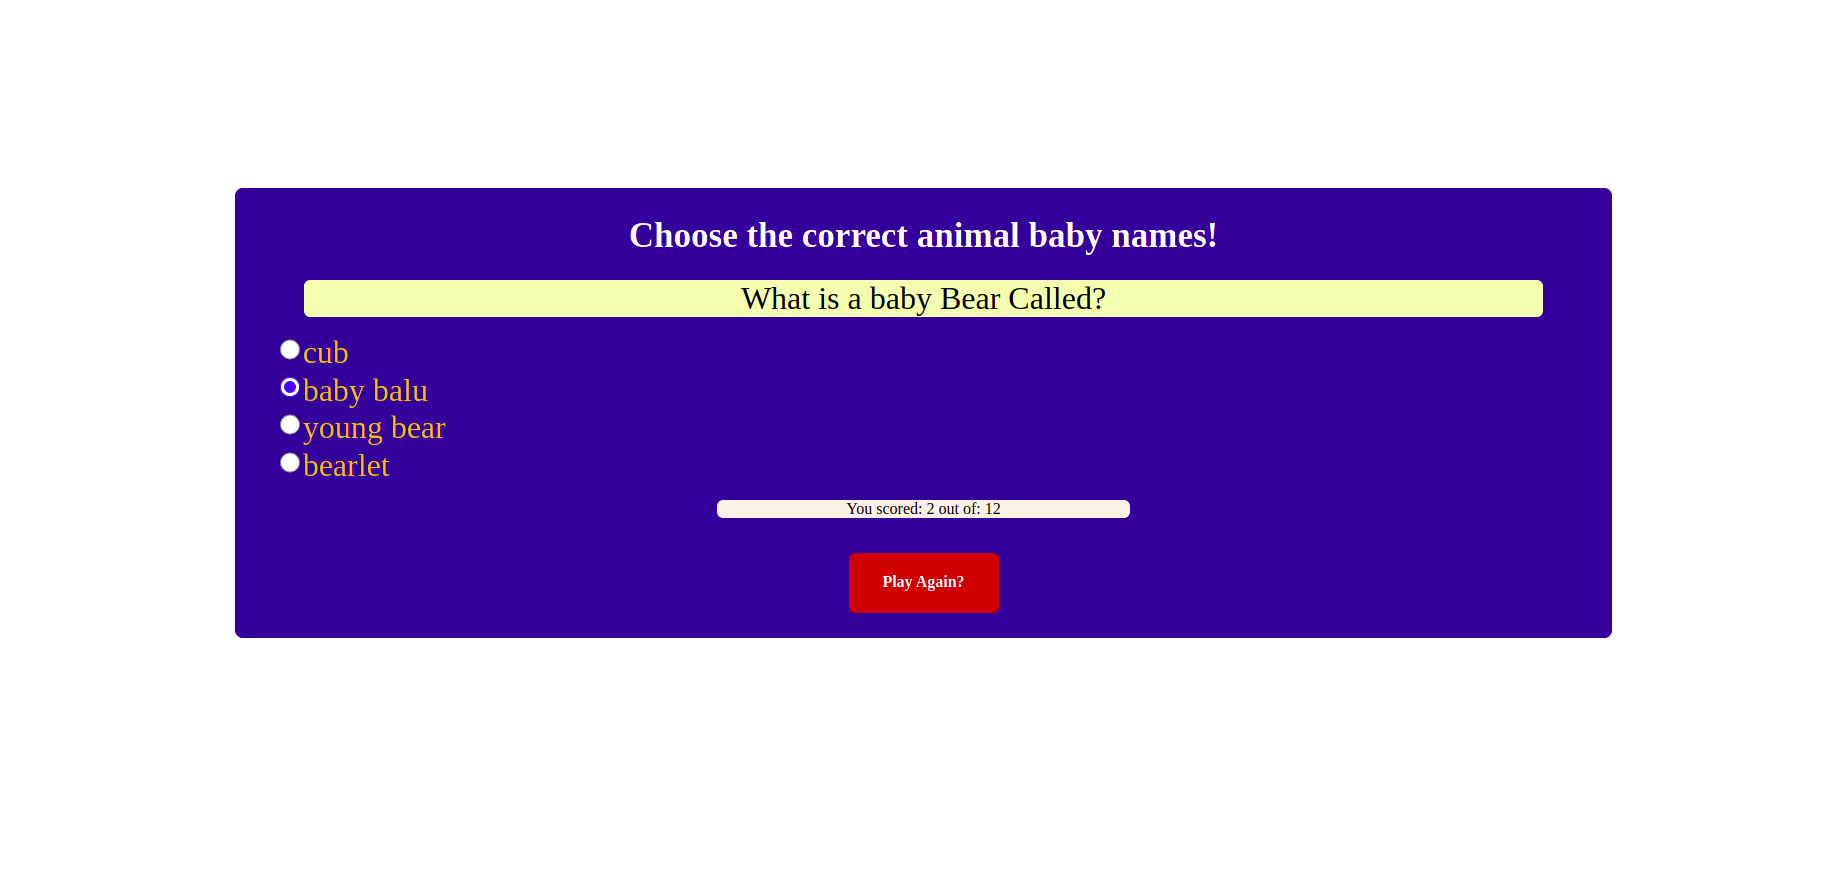 Choose the correct animal baby names!
What is a baby Bear Called?
cub
baby balu
young bear
bearlet
You scored: 2 out of: 12
Play Again?